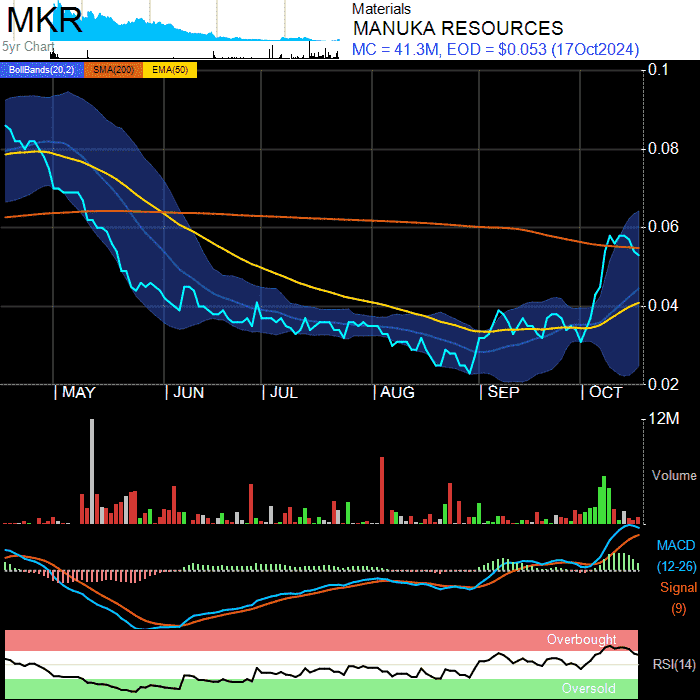 MKR
5yr Chart
Materials
MANUKA RESOURCES
MC = 41.3M, EOD = $0.053 (17Oct2024)
BollBands(20,2) SMA(200) EMA(50)
0.1
0.08
0.06
0.04
0.02
MAY JUN JUL AUG SEP OCT
12M
Volume
MACD
(12-26)
Signal
(9)
Overbought
RSI(14)
Oversold